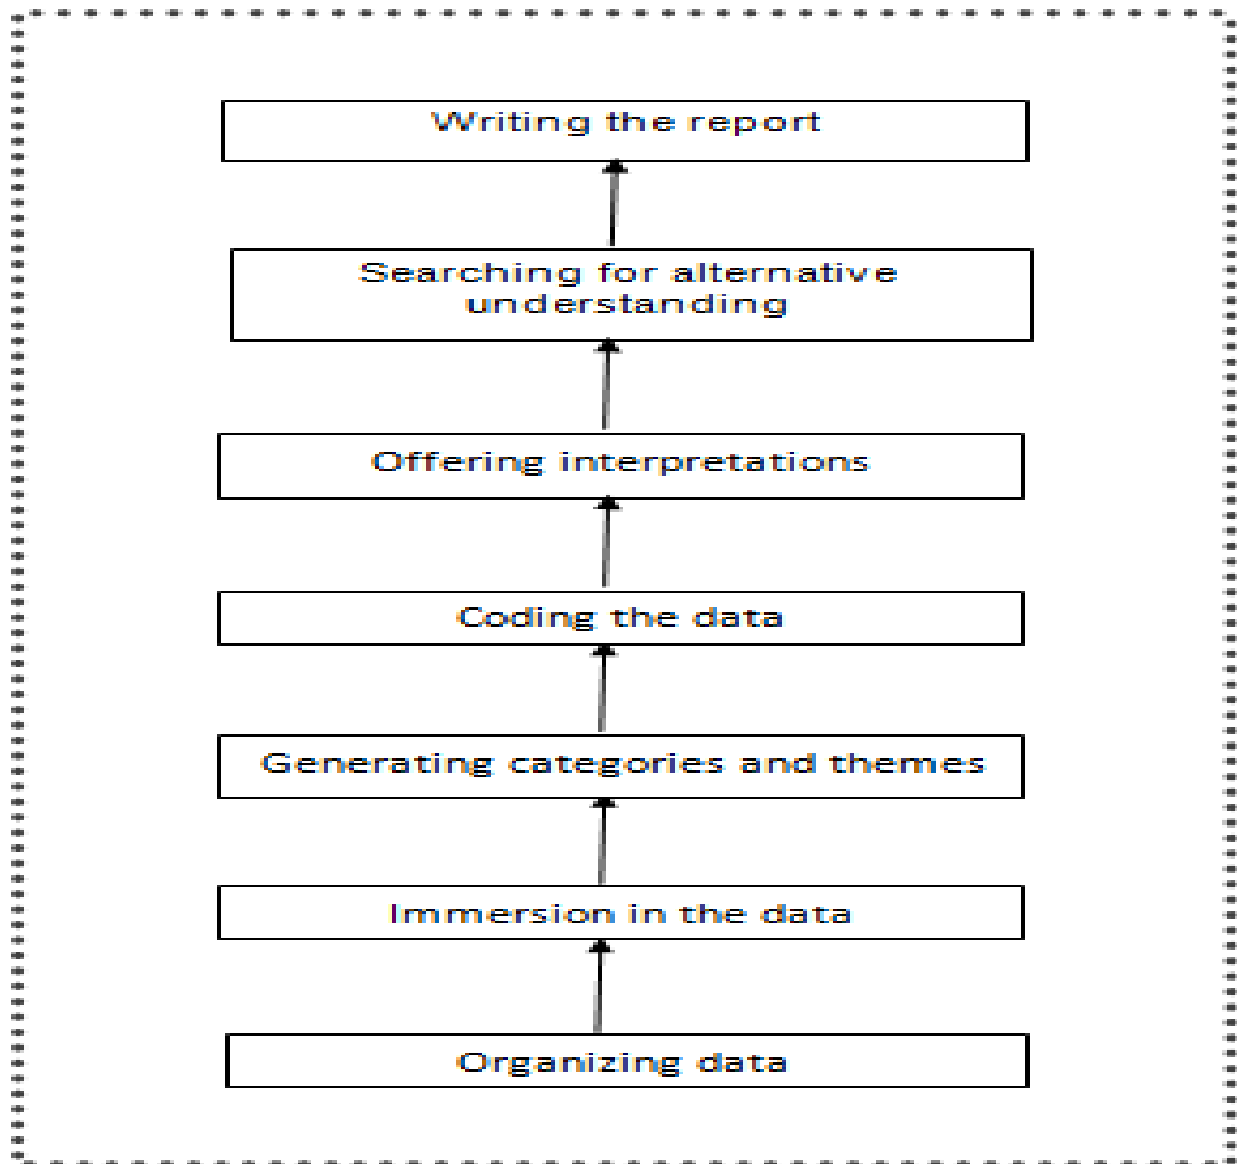 Writing the report
Searching for alternative
understanding
Offering interpretations
Coding the data
Generating categories and themes
Immersion in the data
Organizing data